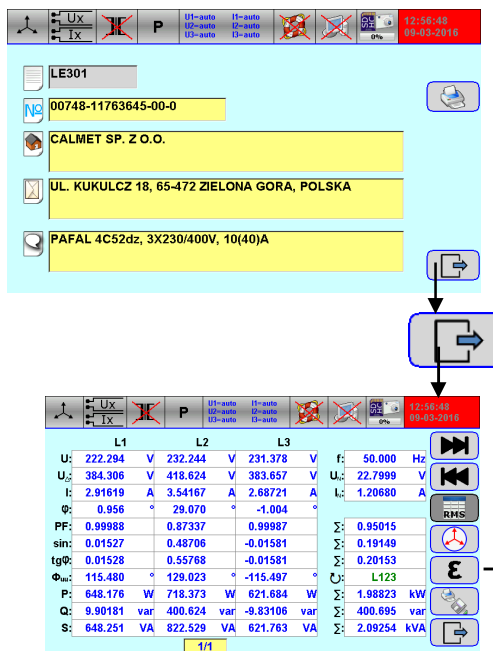 Ux
Ix
P
U1=auto I1=auto
U2=auto I2=auto
U3=auto I3=auto
SD HC
0%
12:56:48
09-03-2016
LE301
Nº 00748-11763645-00-0
CALMET SP. Z O.O.
UL. KUKULCZ 18, 65-472 ZIELONA GORA, POLSKA
PAFAL 4C52dz, 3X230/400V, 10(40)A
Ux
Ix
P
U1=auto I1=auto
U2=auto I2=auto
U3=auto I3=auto
SD HC
0%
12:56:48
09-03-2016
L1 L2 L3
U: 222.294 V 232.244 V 231.378 V f: 50.000 Hz
U△: 384.306 V 418.624 V 383.657 V Uₙ: 22.7999 V
I: 2.91619 A 3.54167 A 2.68721 A Iₙ: 1.20680 A
φ: 0.956 ° 29.070 ° -1.004 °
RMS
PF: 0.99988 0.87337 0.99987 Σ: 0.95015
sin: 0.01527 0.48706 -0.01581 Σ: 0.19149
tgφ: 0.01528 0.55768 -0.01581 Σ: 0.20153
Φuu: 115.480 ° 129.023 ° -115.497 ° ↻: L123
ε
P: 648.176 W 718.373 W 621.684 W Σ: 1.98823 kW
Q: 9.90181 var 400.624 var -9.83106 var Σ: 400.695 var
S: 648.251 VA 822.529 VA 621.763 VA Σ: 2.09254 kVA
1/1